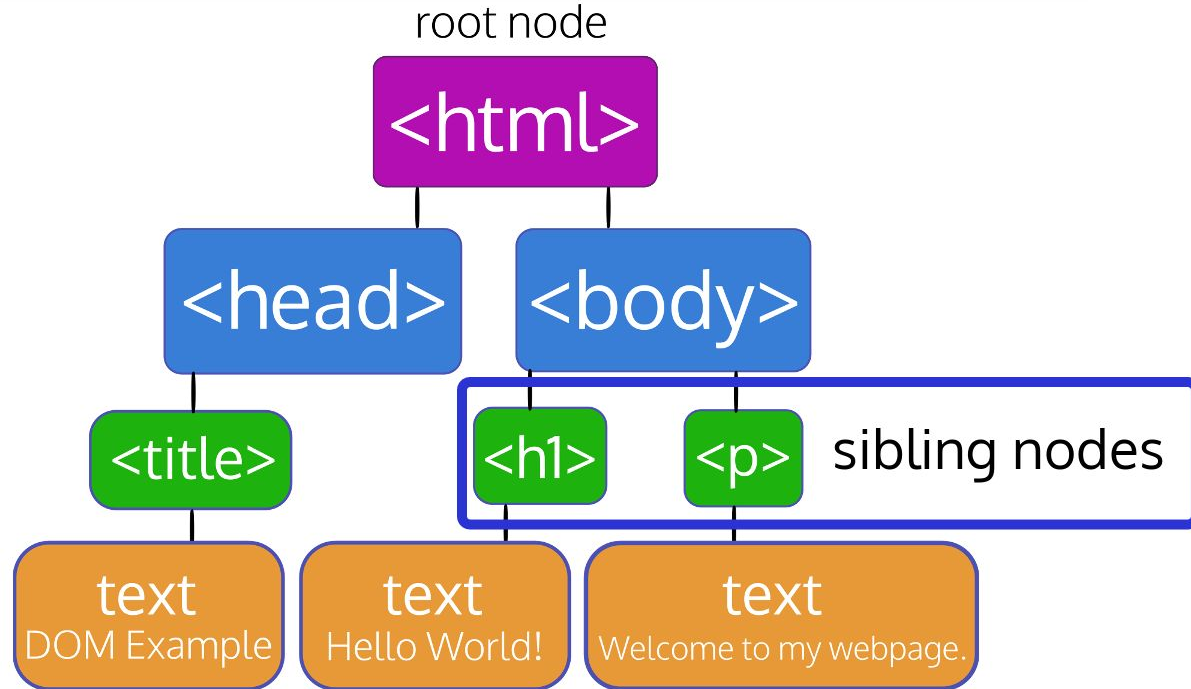 root node
<html>
<head>
<body>
<title>
<h1>
<p>
sibling nodes
text
DOM Example
text
Hello World!
text
Welcome to my webpage.